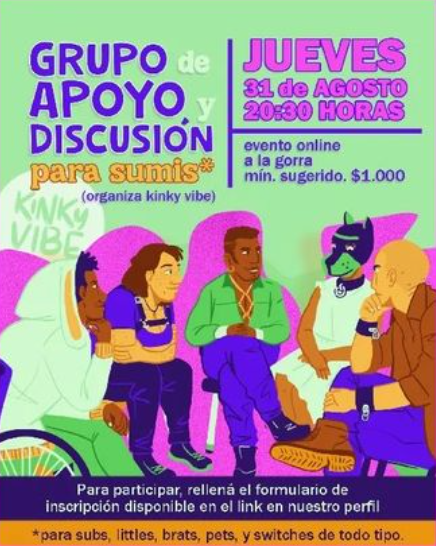 GRUPO de
APOYO y
DISCUSIÓN
para sumis*
(organiza kinky vibe)
JUEVES
31 de AGOSTO
20:30 HORAS
evento online
a la gorra
mín. sugerido. $1.000
KINKY
VIBE
Para participar, rellená el formulario de
inscripción disponible en el link en nuestro perfil
*para subs, littles, brats, pets, y switches de todo tipo.